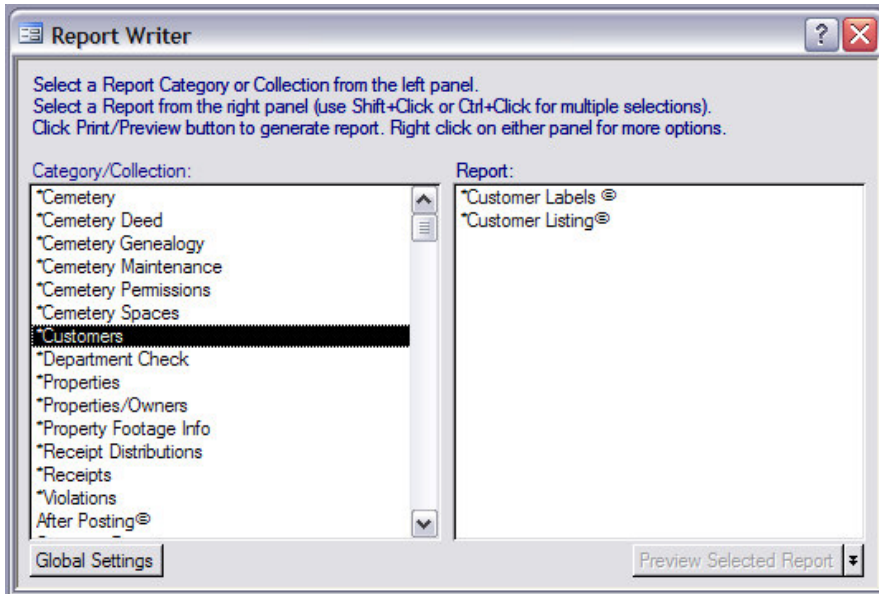 Report Writer
Select a Report Category or Collection from the left panel.
Select a Report from the right panel (use Shift+Click or Ctrl+Click for multiple selections).
Click Print/Preview button to generate report. Right click on either panel for more options.
Category/Collection:
*Cemetery
*Cemetery Deed
*Cemetery Genealogy
*Cemetery Maintenance
*Cemetery Permissions
*Cemetery Spaces
*Customers
*Department Check
*Properties
*Properties/Owners
*Property Footage Info
*Receipt Distributions
*Receipts
*Violations
After Posting
Report:
*Customer Labels
*Customer Listing
Global Settings
Preview Selected Report